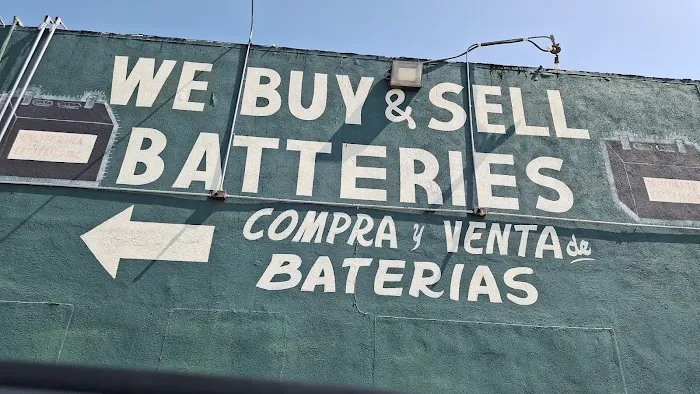 WE BUY & SELL
BATTERIES
COMPRA y VENTA de
BATERIAS